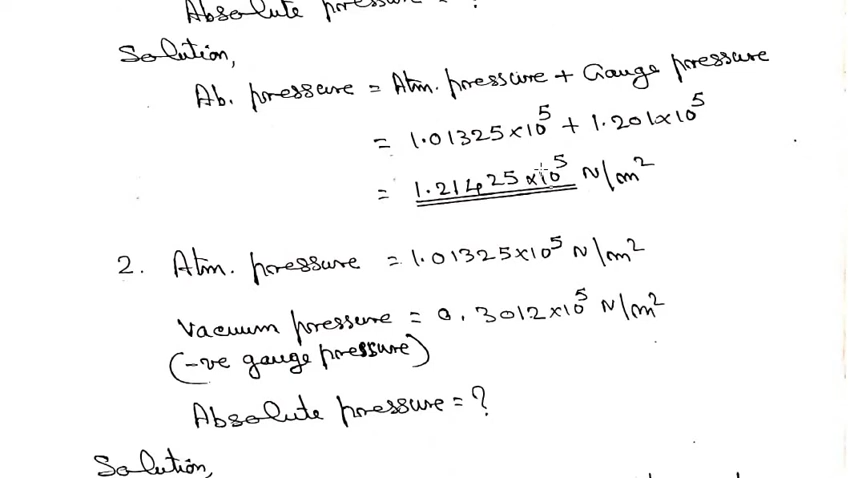 Absolute pressure = ?
Solution,
Ab. pressure = Atm. pressure + Gauge pressure
= 1.01325×10^5 + 1.201×10^5
= 1.21425×10^5 N/m^2
2. Atm. pressure = 1.01325×10^5 N/m^2
Vacuum pressure = 0.3012×10^5 N/m^2
(-ve gauge pressure)
Absolute pressure = ?
Solution,